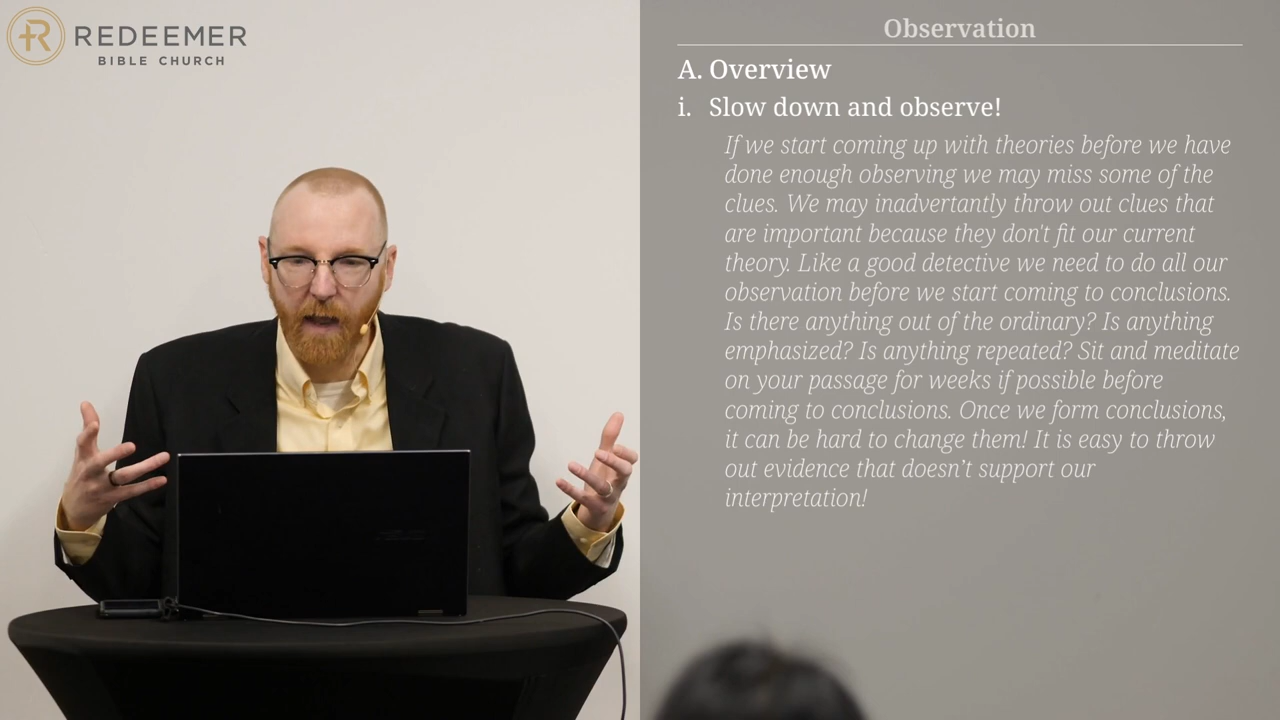 REDEEMER
BIBLE CHURCH
Observation
A. Overview
i. Slow down and observe!
If we start coming up with theories before we have
done enough observing we may miss some of the
clues. We may inadvertantly throw out clues that
are important because they don't fit our current
theory. Like a good detective we need to do all our
observation before we start coming to conclusions.
Is there anything out of the ordinary? Is anything
emphasized? Is anything repeated? Sit and meditate
on your passage for weeks if possible before
coming to conclusions. Once we form conclusions,
it can be hard to change them! It is easy to throw
out evidence that doesn’t support our
interpretation!